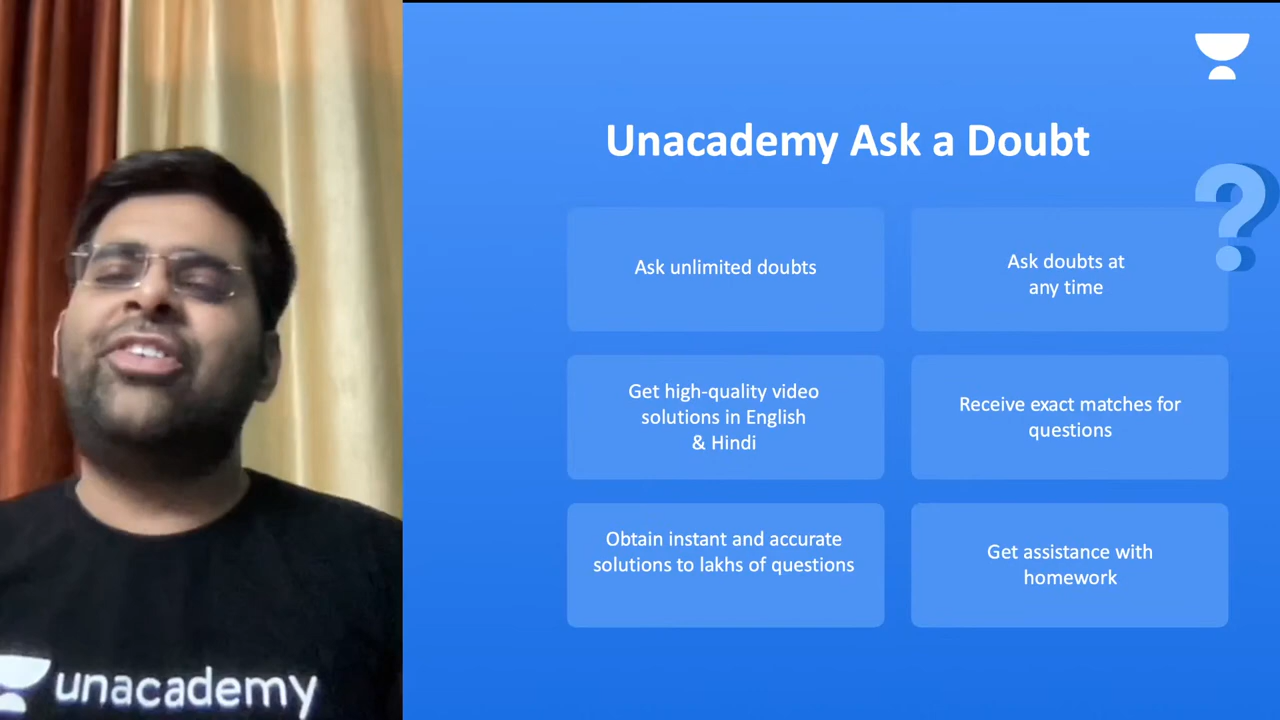 Unacademy Ask a Doubt
?
Ask unlimited doubts
Ask doubts at
any time
Get high-quality video
solutions in English
& Hindi
Receive exact matches for
questions
Obtain instant and accurate
solutions to lakhs of questions
Get assistance with
homework
unacademy